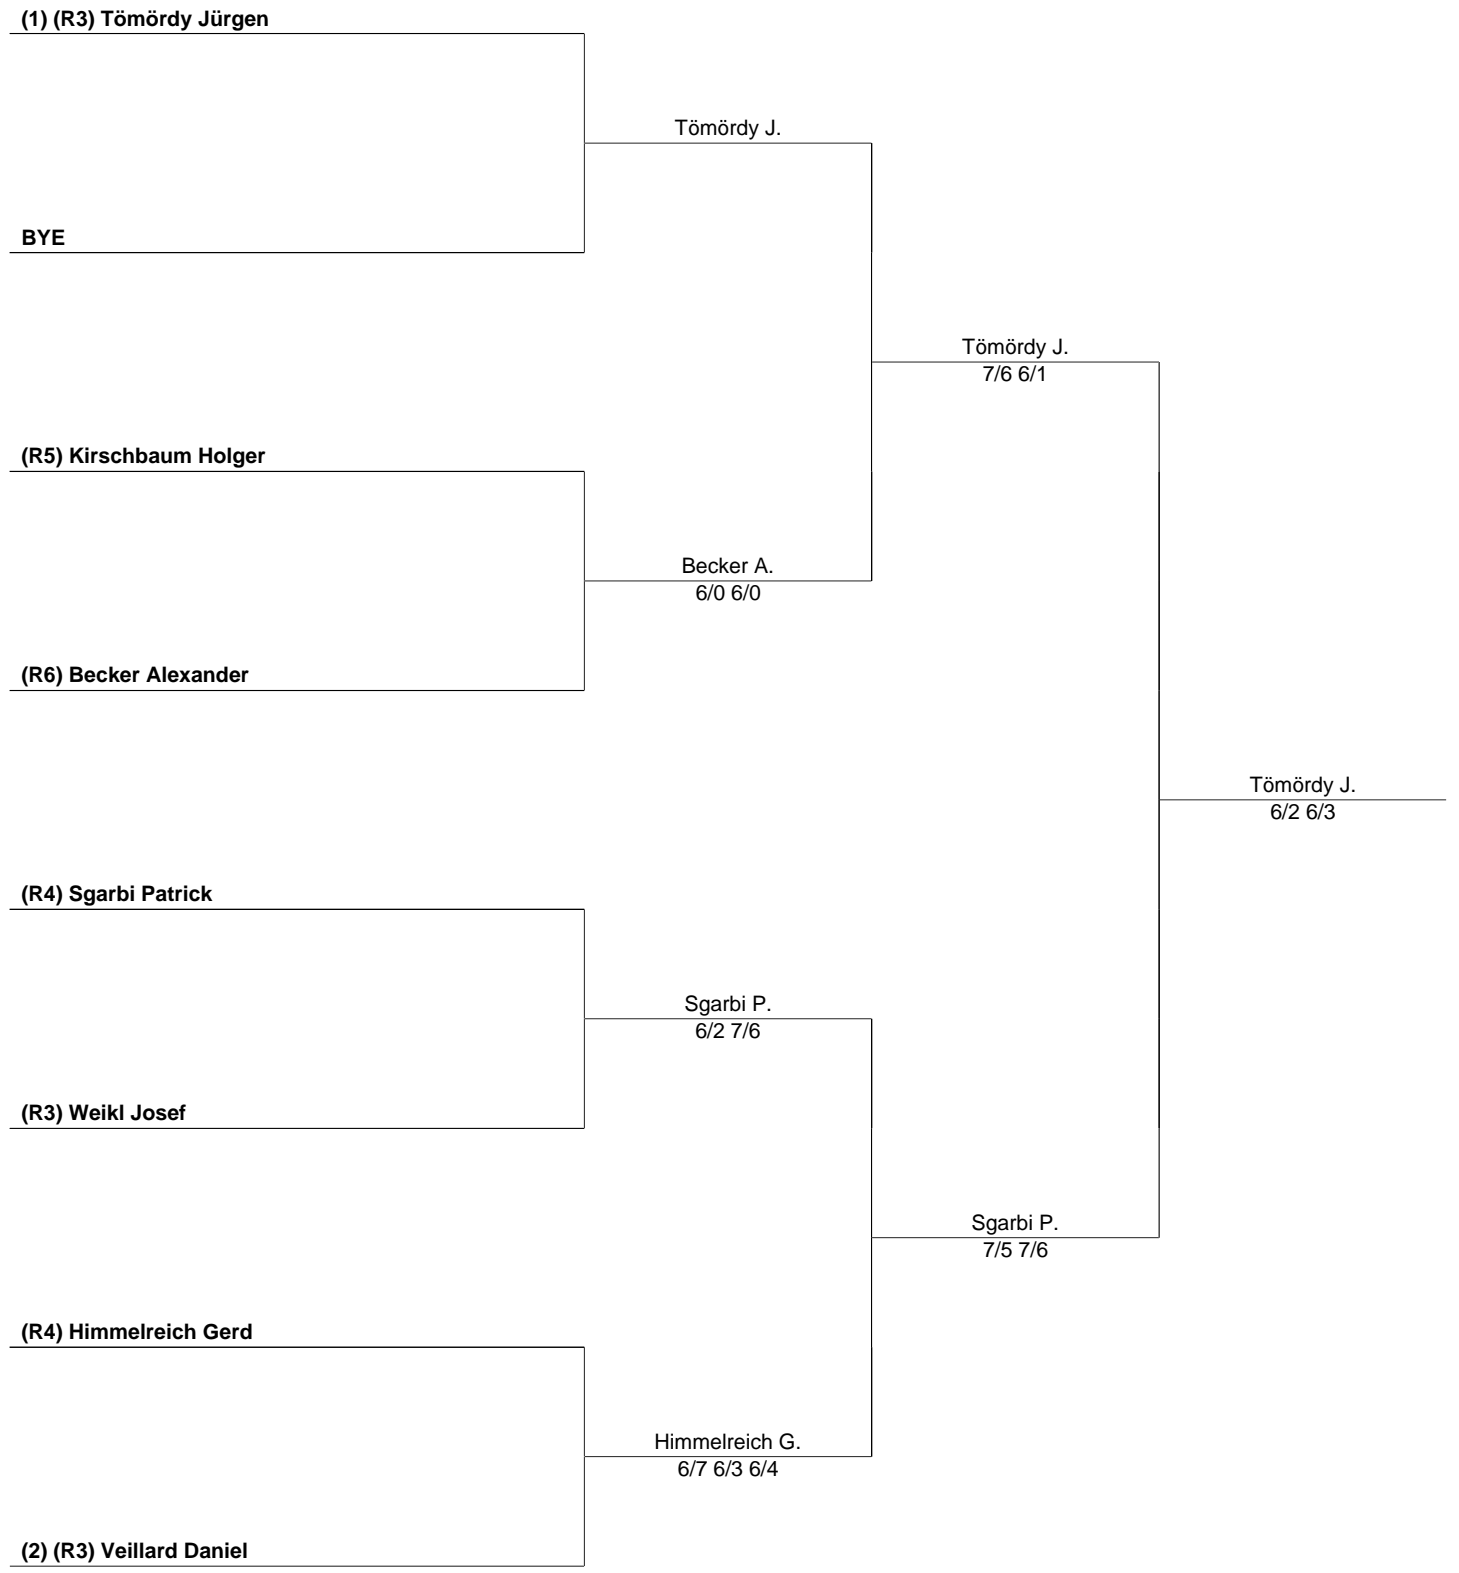 (1) (R3) Tömördy Jürgen
Tömördy J.
BYE
Tömördy J.
7/6 6/1
(R5) Kirschbaum Holger
Becker A.
6/0 6/0
(R6) Becker Alexander
Tömördy J.
6/2 6/3
(R4) Sgarbi Patrick
Sgarbi P.
6/2 7/6
(R3) Weikl Josef
Sgarbi P.
7/5 7/6
(R4) Himmelreich Gerd
Himmelreich G.
6/7 6/3 6/4
(2) (R3) Veillard Daniel